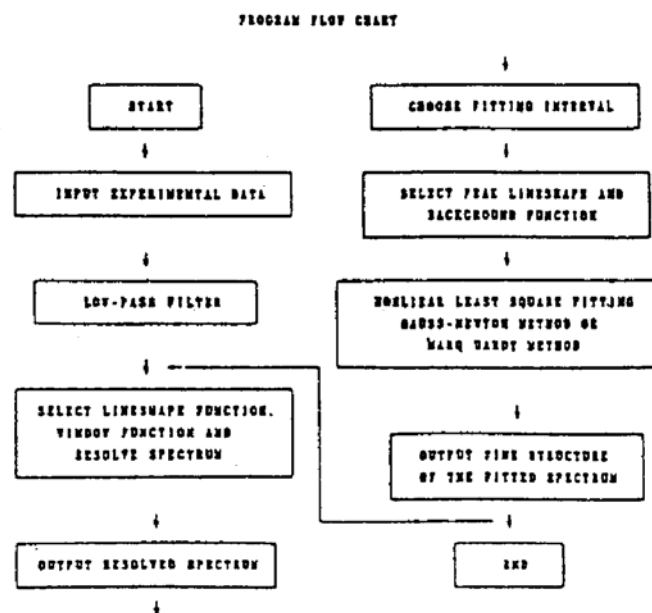 PROGRAM FLOW CHART
START
INPUT EXPERIMENTAL DATA
LOW-PASS FILTER
SELECT LINESHAPE FUNCTION,
WINDOW FUNCTION AND
RESOLVE SPECTRUM
OUTPUT RESOLVED SPECTRUM
CHOOSE FITTING INTERVAL
SELECT PEAK LINESHAPE AND
BACKGROUND FUNCTION
NONLIEAR LEAST SQUARE FITTING
GAUSS-NEWTON METHOD OR
MARQUARDT METHOD
OUTPUT FINE STRUCTURE
OF THE FITTED SPECTRUM
END